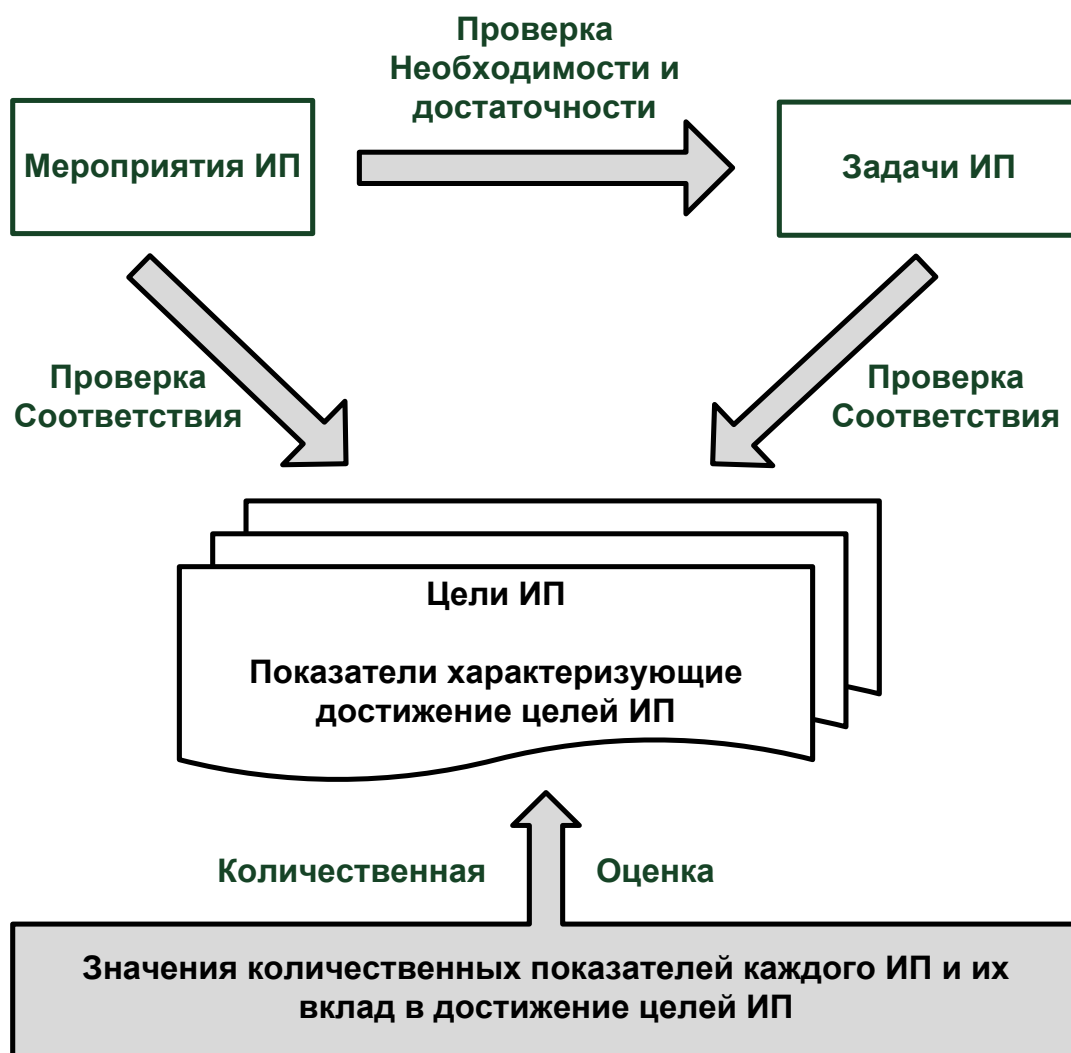 Проверка
Необходимости и
достаточности
Мероприятия ИП
Задачи ИП
Проверка
Соответствия
Проверка
Соответствия
Цели ИП
Показатели характеризующие
достижение целей ИП
Количественная Оценка
Значения количественных показателей каждого ИП и их
вклад в достижение целей ИП